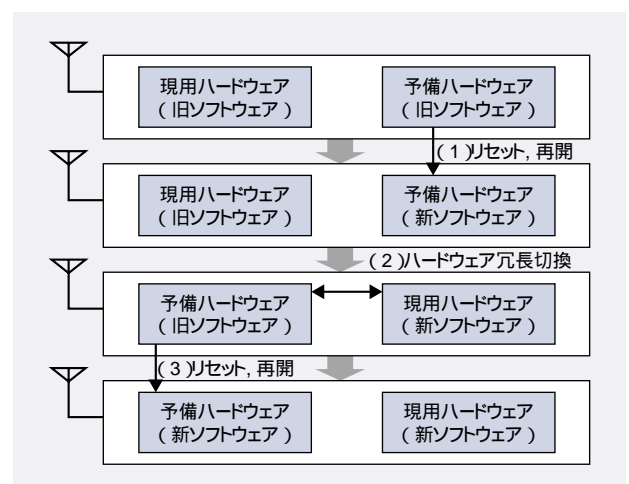 現用ハードウェア
（旧ソフトウェア）
予備ハードウェア
（旧ソフトウェア）
（1）リセット，再開
現用ハードウェア
（旧ソフトウェア）
予備ハードウェア
（新ソフトウェア）
（2）ハードウェア冗長切換
予備ハードウェア
（旧ソフトウェア）
現用ハードウェア
（新ソフトウェア）
（3）リセット，再開
予備ハードウェア
（新ソフトウェア）
現用ハードウェア
（新ソフトウェア）